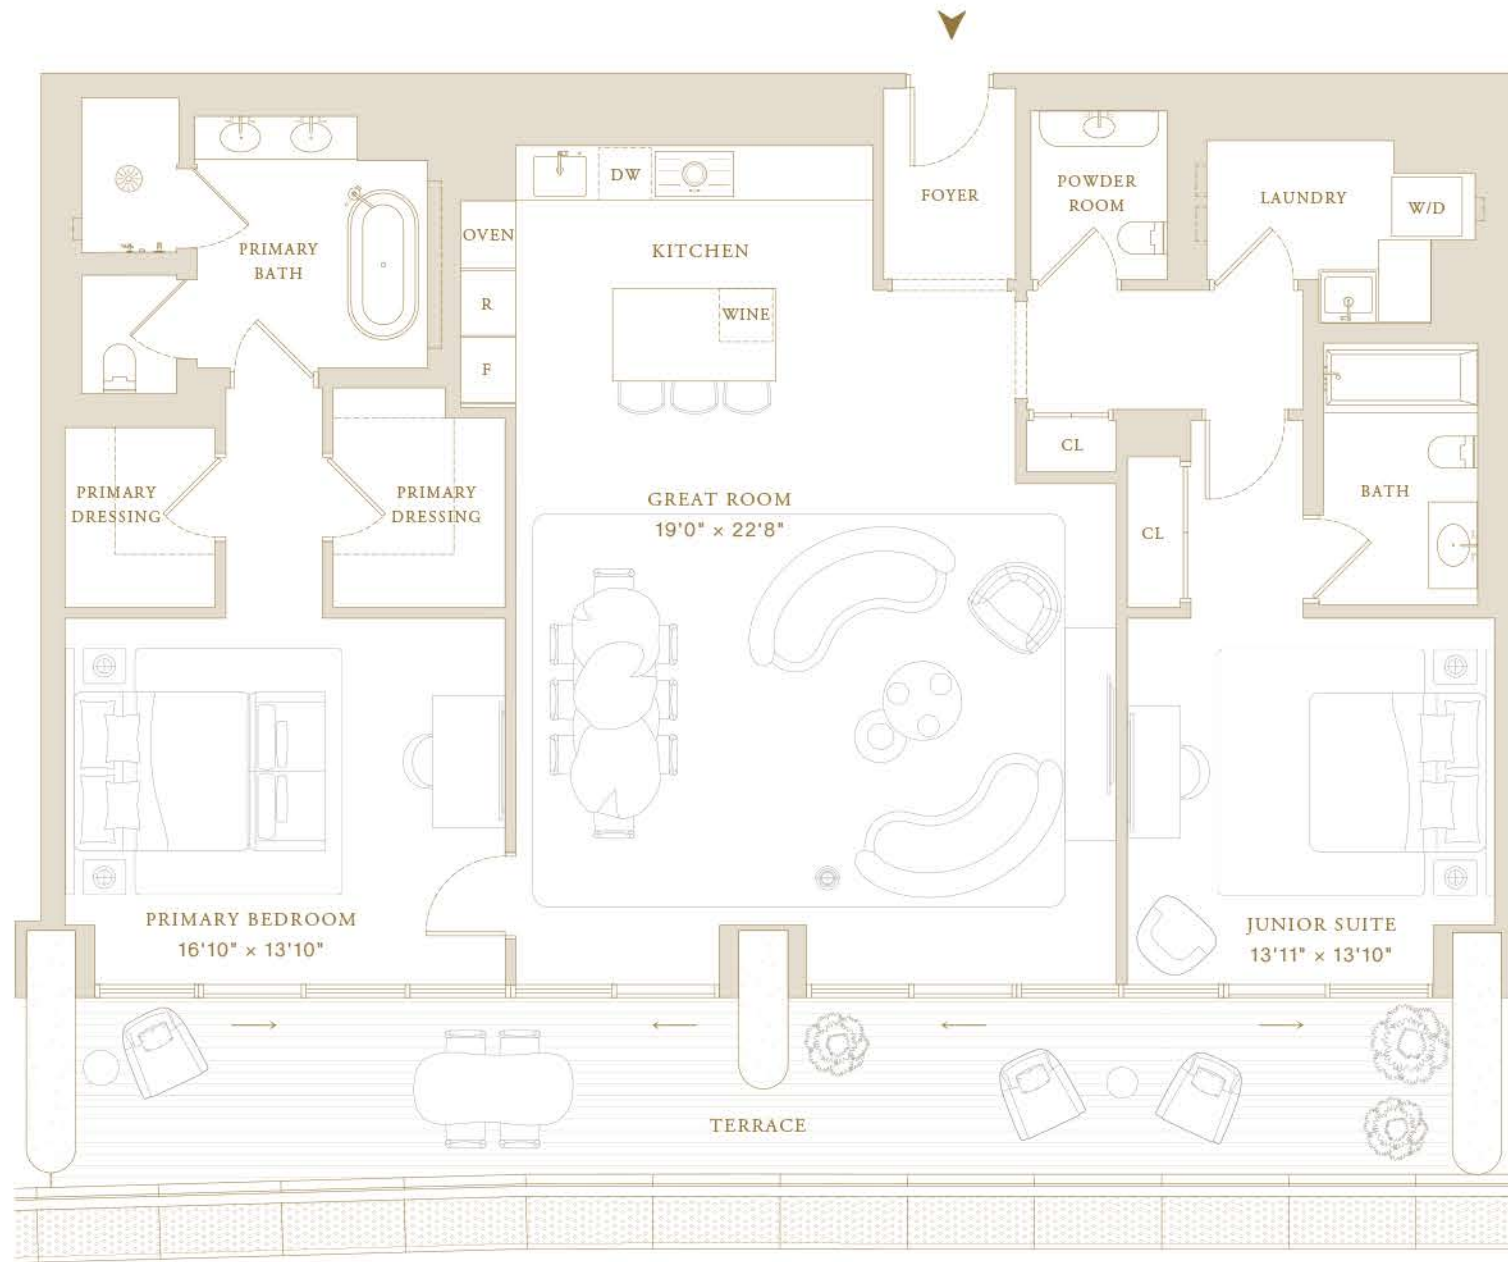 DW
FOYER
POWDER
ROOM
LAUNDRY
W/D
PRIMARY
BATH
OVEN
KITCHEN
R
WINE
F
CL
PRIMARY
DRESSING
PRIMARY
DRESSING
GREAT ROOM
19'0" × 22'8"
CL
BATH
PRIMARY BEDROOM
16'10" × 13'10"
JUNIOR SUITE
13'11" × 13'10"
TERRACE